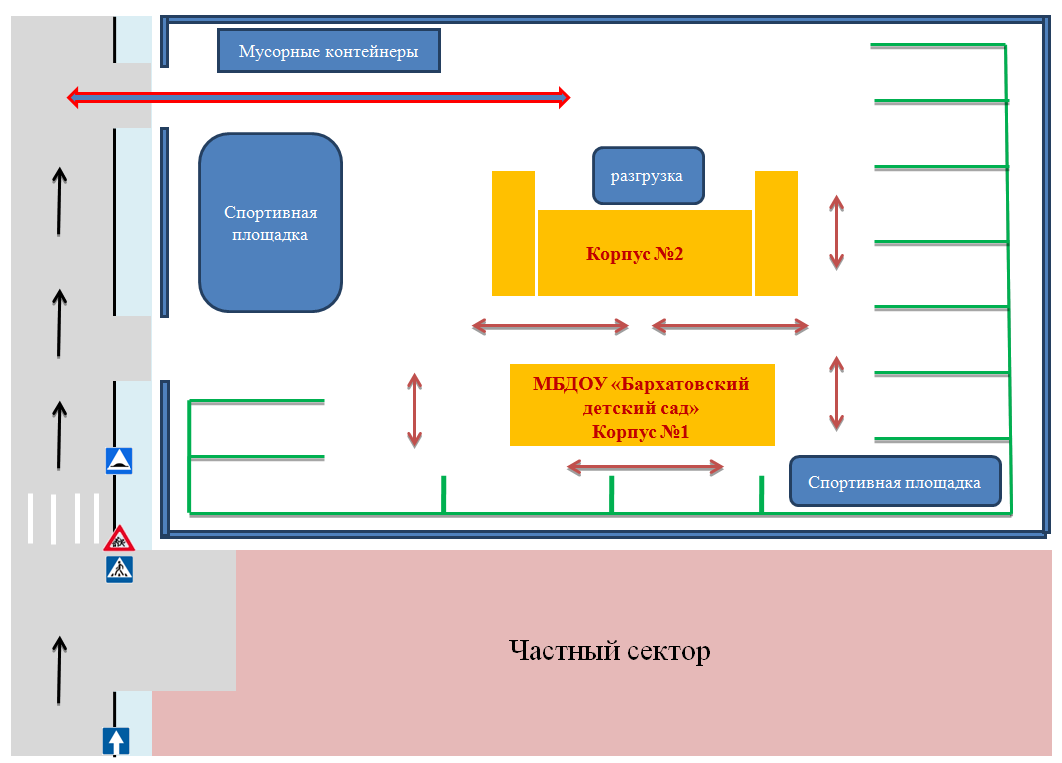 Мусорные контейнеры
разгрузка
Спортивная
площадка
Корпус №2
МБДОУ «Бархатовский
детский сад»
Корпус №1
Спортивная площадка
Частный сектор